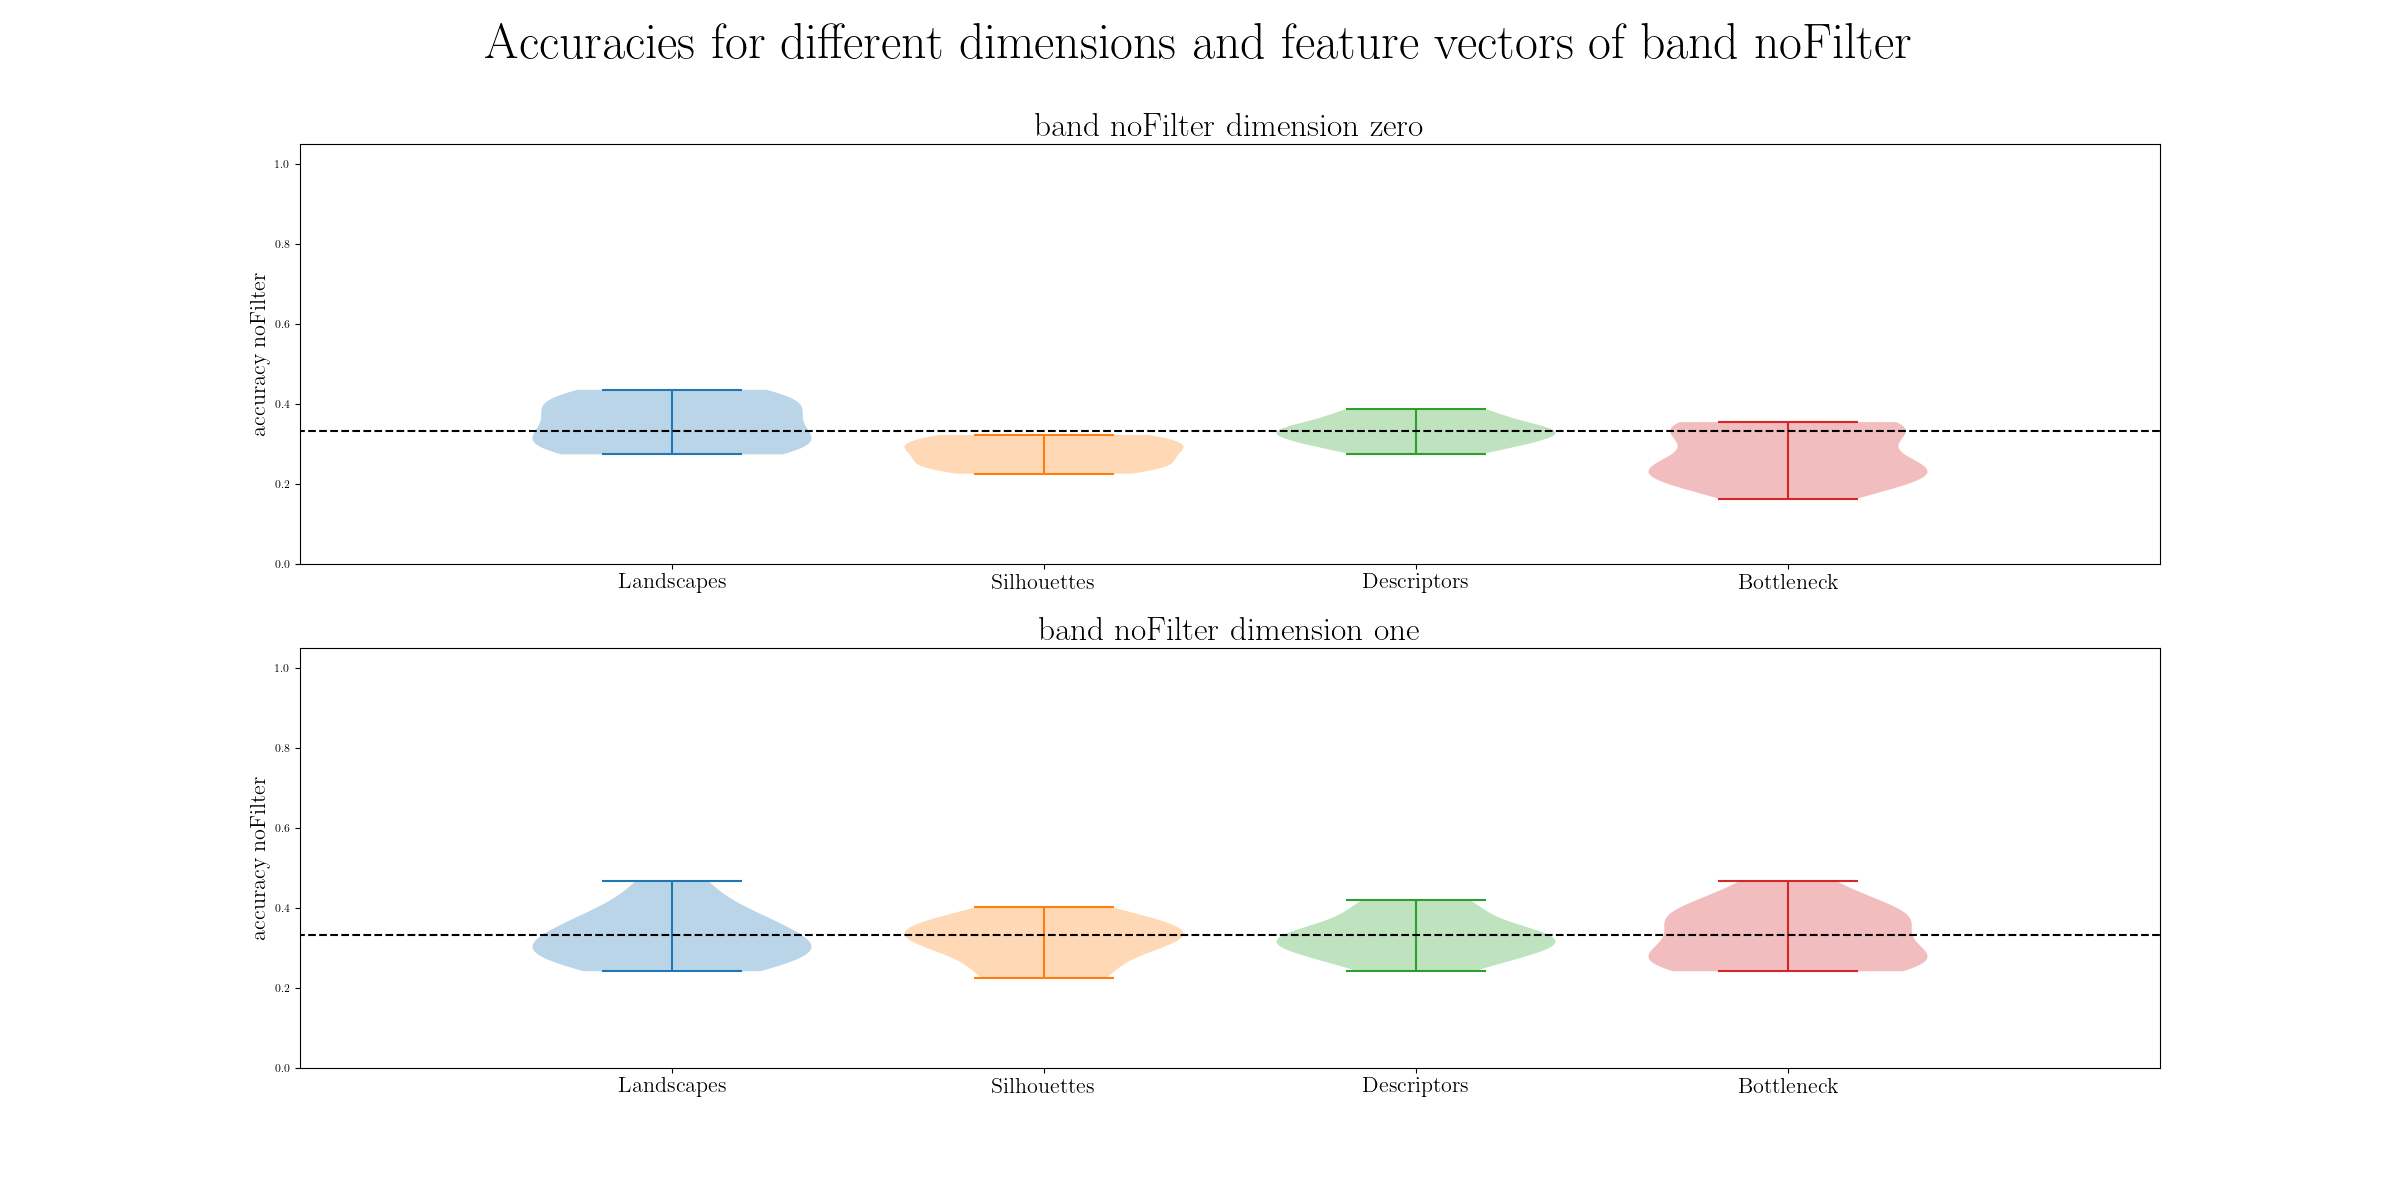 Accuracies for different dimensions and feature vectors of band noFilter
band noFilter dimension zero
accuracy noFilter
1.0
0.8
0.6
0.4
0.2
0.0
Landscapes Silhouettes Descriptors Bottleneck
band noFilter dimension one
accuracy noFilter
1.0
0.8
0.6
0.4
0.2
0.0
Landscapes Silhouettes Descriptors Bottleneck